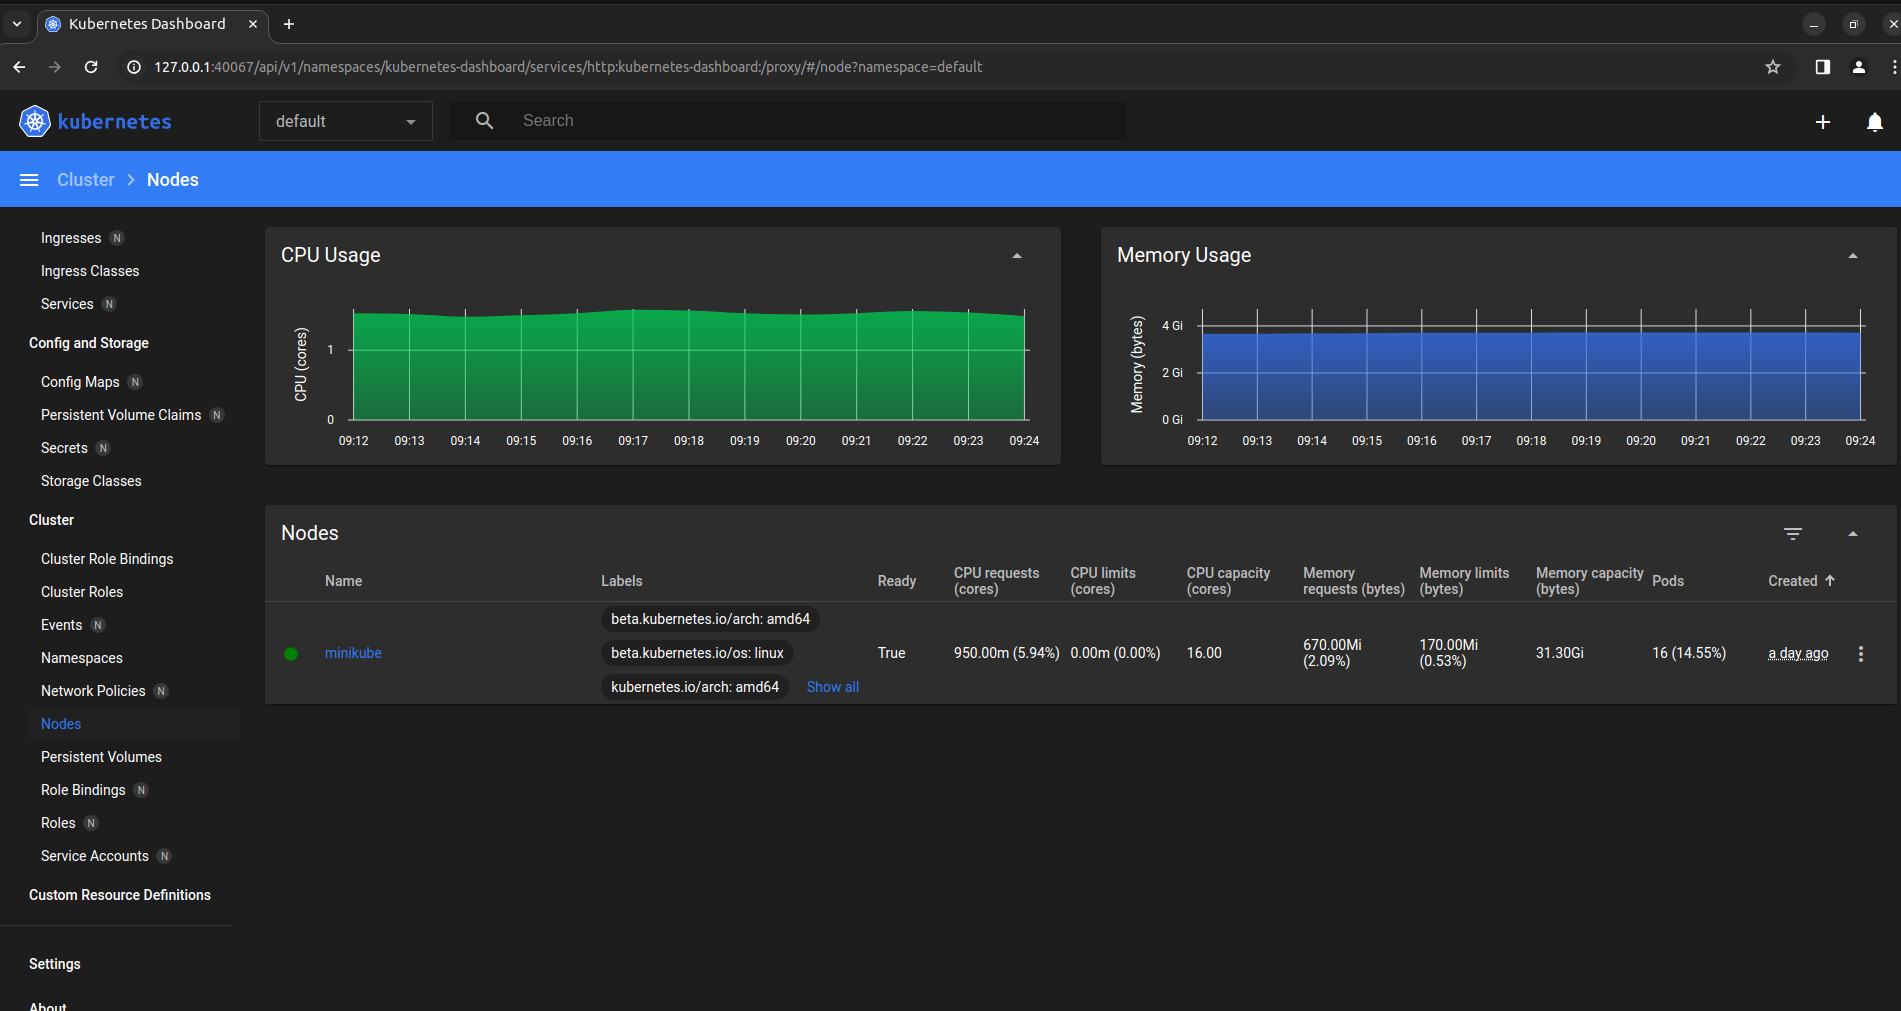 Kubernetes Dashboard
127.0.0.1:40067/api/v1/namespaces/kubernetes-dashboard/services/http:kubernetes-dashboard:/proxy/#/node?namespace=default
kubernetes
default
Search
Cluster > Nodes
Ingresses N
Ingress Classes
Services N
Config and Storage
Config Maps N
Persistent Volume Claims N
Secrets N
Storage Classes
Cluster
Cluster Role Bindings
Cluster Roles
Events N
Namespaces
Network Policies N
Nodes
Persistent Volumes
Role Bindings N
Roles N
Service Accounts N
Custom Resource Definitions
Settings
About
CPU Usage
CPU (cores)
1
0
09:12 09:13 09:14 09:15 09:16 09:17 09:18 09:19 09:20 09:21 09:22 09:23 09:24
Memory Usage
Memory (bytes)
4 Gi
2 Gi
0 Gi
09:12 09:13 09:14 09:15 09:16 09:17 09:18 09:19 09:20 09:21 09:22 09:23 09:24
Nodes
Name
Labels
Ready
CPU requests
(cores)
CPU limits
(cores)
CPU capacity
(cores)
Memory
requests (bytes)
Memory limits
(bytes)
Memory capacity
(bytes)
Pods
Created
minikube
beta.kubernetes.io/arch: amd64
beta.kubernetes.io/os: linux
kubernetes.io/arch: amd64 Show all
True
950.00m (5.94%)
0.00m (0.00%)
16.00
670.00Mi
(2.09%)
170.00Mi
(0.53%)
31.30Gi
16 (14.55%)
a day ago